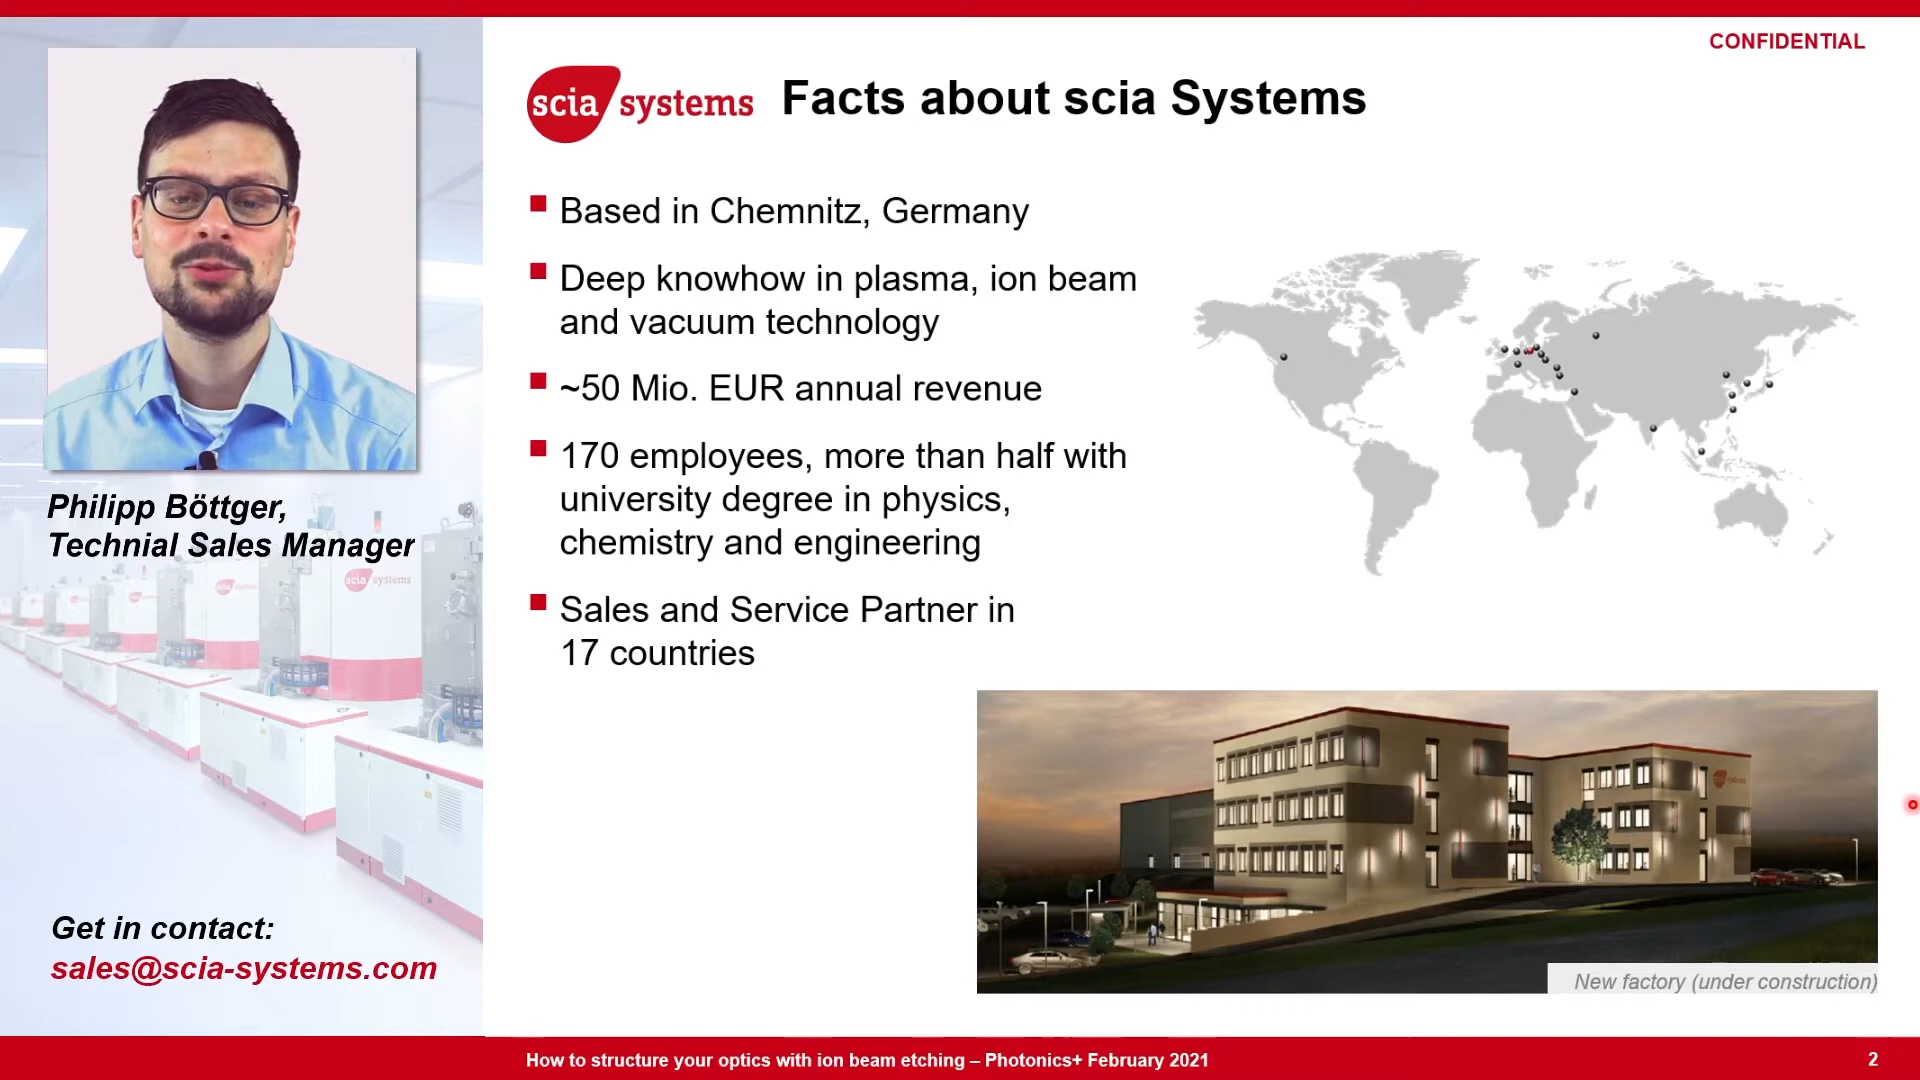 CONFIDENTIAL
scia systems
Facts about scia Systems
Based in Chemnitz, Germany
Deep knowhow in plasma, ion beam
and vacuum technology
~50 Mio. EUR annual revenue
170 employees, more than half with
university degree in physics,
chemistry and engineering
Sales and Service Partner in
17 countries
Philipp Böttger,
Technial Sales Manager
scia systems
Get in contact:
sales@scia-systems.com
New factory (under construction)
How to structure your optics with ion beam etching – Photonics+ February 2021
2